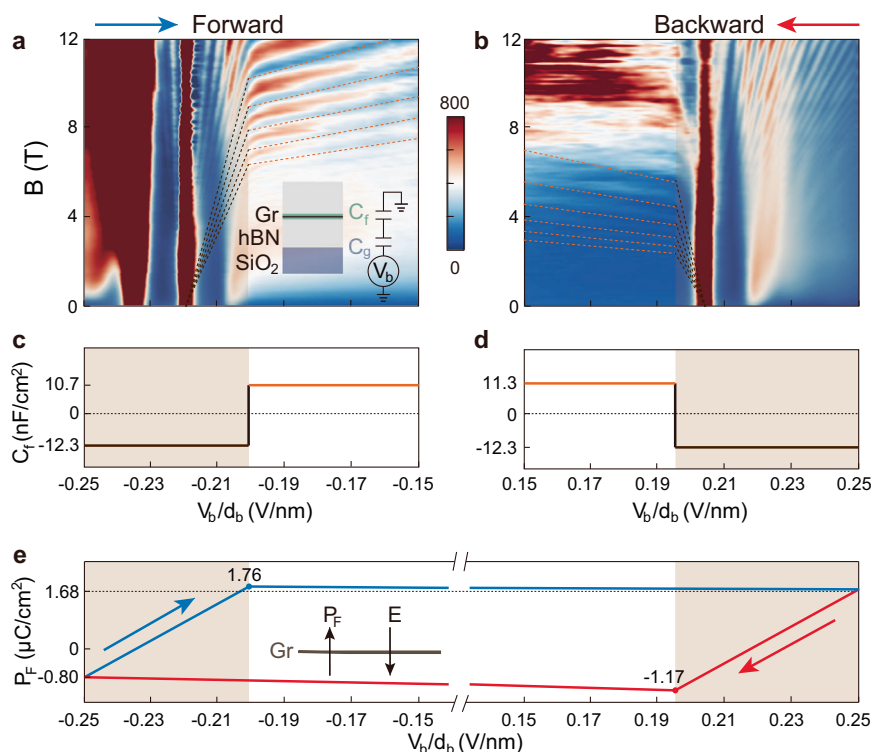 Forward
Backward
a
b
12
8
4
0
B (T)
Gr
hBN
SiO2
Cf
Cg
Vb
800
0
12
8
4
0
c
d
10.7
0
-12.3
Cf (nF/cm²)
11.3
0
-12.3
-0.25 -0.23 -0.21 -0.19 -0.17 -0.15
Vb/db (V/nm)
0.15 0.17 0.19 0.21 0.23 0.25
Vb/db (V/nm)
e
1.76
1.68
0
-0.80
PF (μC/cm²)
PF
E
Gr
-1.17
-0.25 -0.23 -0.21 -0.19 -0.17 0.15 0.17 0.19 0.21 0.23 0.25
Vb/db (V/nm)